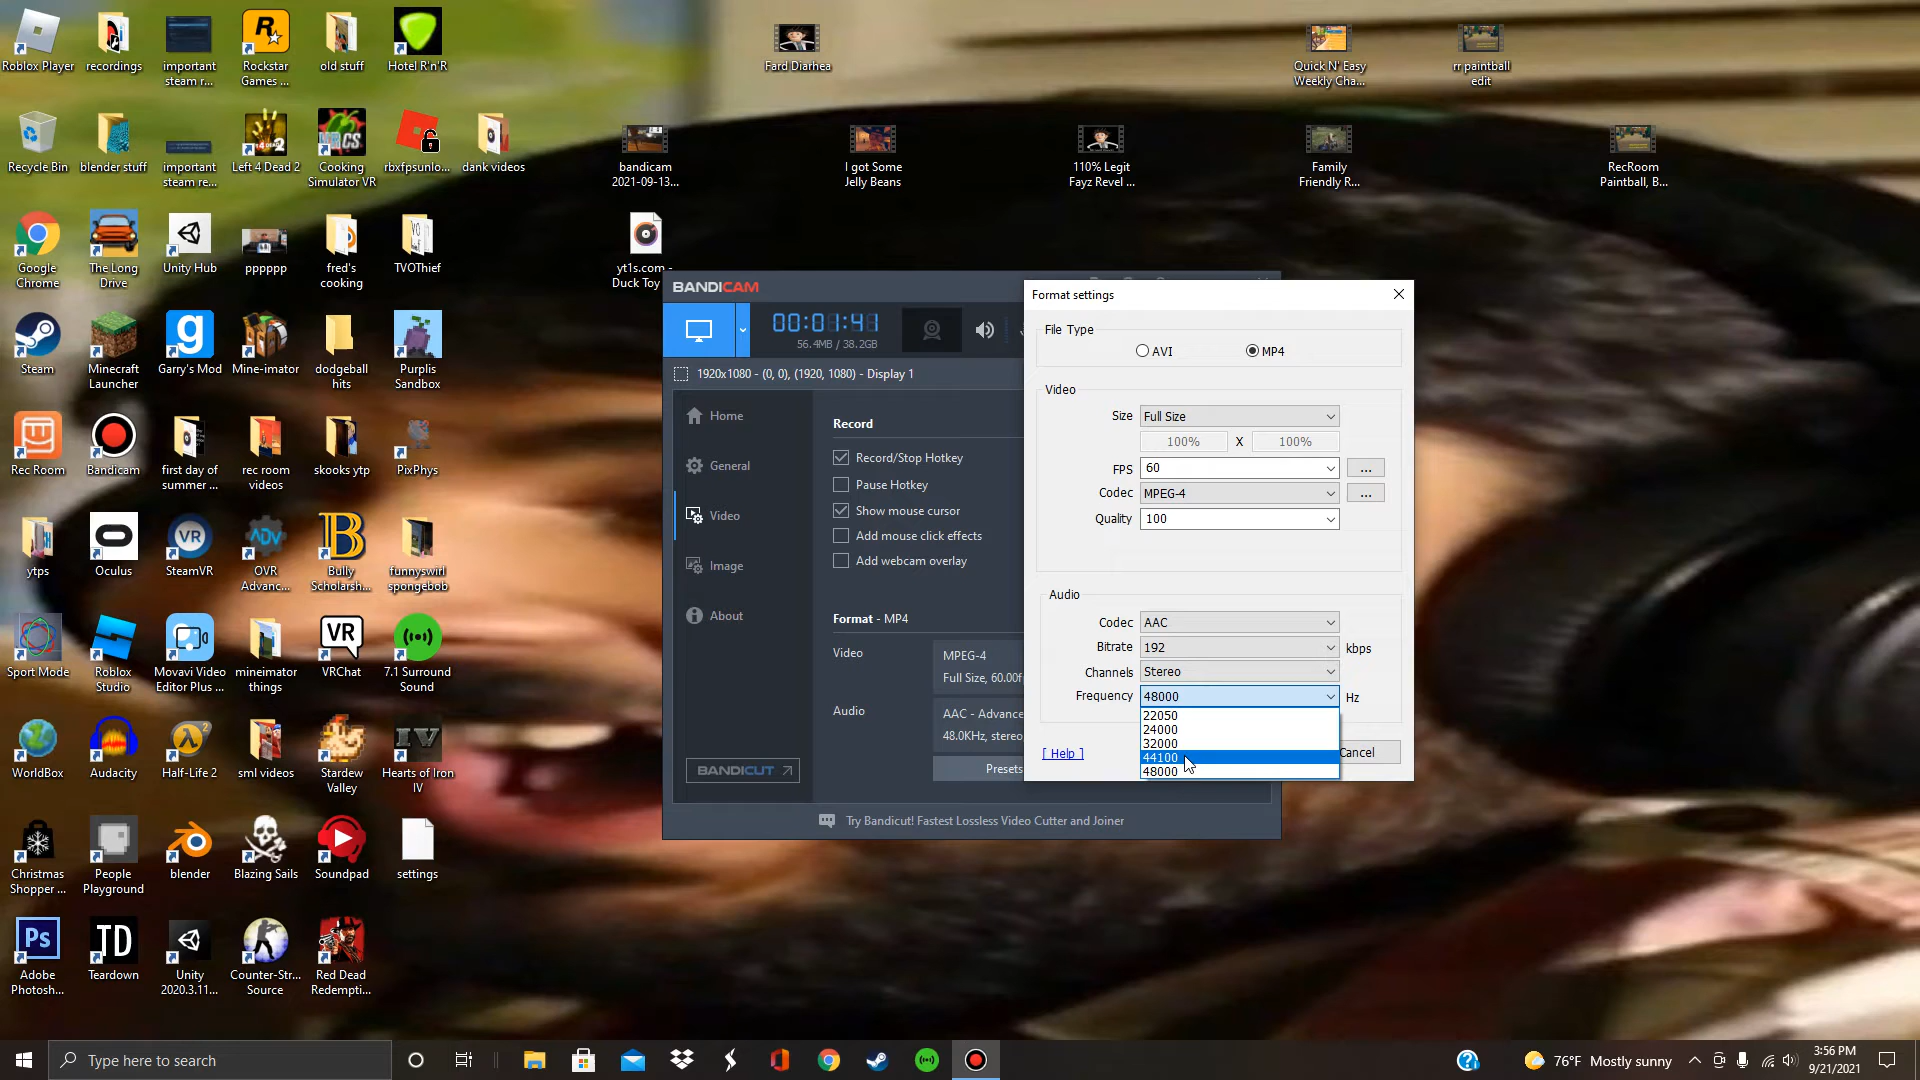 Roblox Player
recordings
important
steam r...
Rockstar
Games ...
old stuff
Hotel R'n'R
Fard Diarhea
Quick N' Easy
Weekly Cha...
rr paintball
edit
Recycle Bin
blender stuff
important
steam re...
Left 4 Dead 2
Cooking
Simulator VR
rbxfpsunlo...
dank videos
bandicam
2021-09-13...
I got Some
Jelly Beans
110% Legit
Fayz Revel ...
Family
Friendly R...
RecRoom
Paintball, B...
Google
Chrome
The Long
Drive
Unity Hub
pppppp
fred's
cooking
TVOThief
yt1s.com -
Duck Toy
Steam
Minecraft
Launcher
Garry's Mod
Mine-imator
dodgeball
hits
Purplis
Sandbox
Rec Room
Bandicam
first day of
summer ...
rec room
videos
skooks ytp
PixPhys
ytps
Oculus
SteamVR
OVR
Advanc...
Bully
Scholarsh...
funnyswirl
spongebob
Sport Mode
Roblox
Studio
Movavi Video
Editor Plus ...
mineimator
things
VRChat
7.1 Surround
Sound
WorldBox
Audacity
Half-Life 2
sml videos
Stardew
Valley
Hearts of Iron
IV
Christmas
Shopper ...
People
Playground
blender
Blazing Sails
Soundpad
settings
Adobe
Photosh...
Teardown
Unity
2020.3.11...
Counter-Str...
Source
Red Dead
Redempti...
BANDICAM
00:01:41
56.4MB / 38.2GB
1920x1080 - (0, 0), (1920, 1080) - Display 1
Home
General
Video
Image
About
BANDICUT
Record
Record/Stop Hotkey
Pause Hotkey
Show mouse cursor
Add mouse click effects
Add webcam overlay
Format - MP4
Video
MPEG-4
Full Size, 60.00f
Audio
AAC - Advance
48.0KHz, stereo
Presets
Try Bandicut! Fastest Lossless Video Cutter and Joiner
Format settings
File Type
AVI
MP4
Video
Size Full Size
100% X 100%
FPS 60 ...
Codec MPEG-4 ...
Quality 100
Audio
Codec AAC
Bitrate 192 kbps
Channels Stereo
Frequency 48000 Hz
22050
24000
32000
44100
48000
[ Help ]
Cancel
Type here to search
76°F Mostly sunny
3:56 PM
9/21/2021